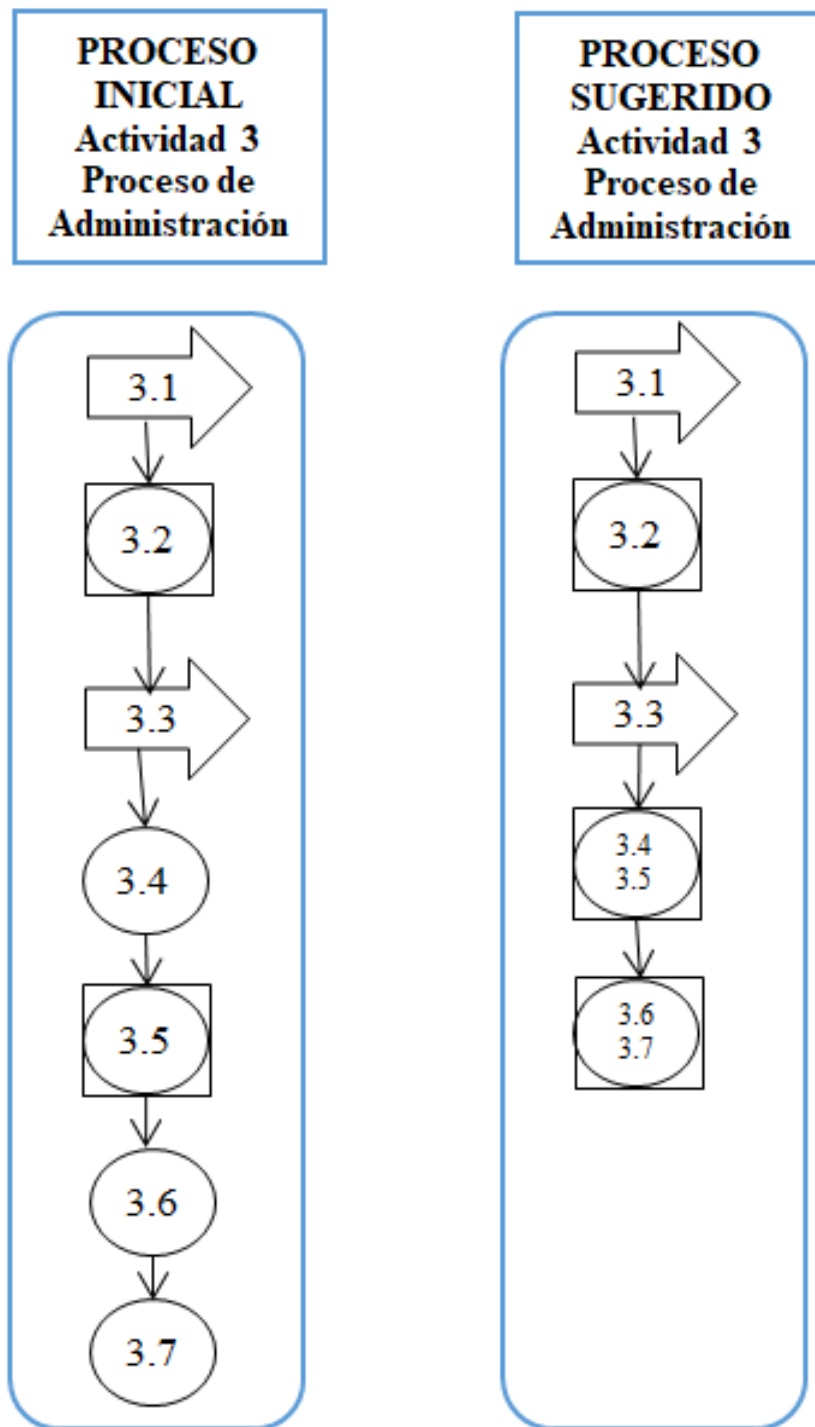 PROCESO
INICIAL
Actividad 3
Proceso de
Administración
3.1
3.2
3.3
3.4
3.5
3.6
3.7
PROCESO
SUGERIDO
Actividad 3
Proceso de
Administración
3.1
3.2
3.3
3.4
3.5
3.6
3.7